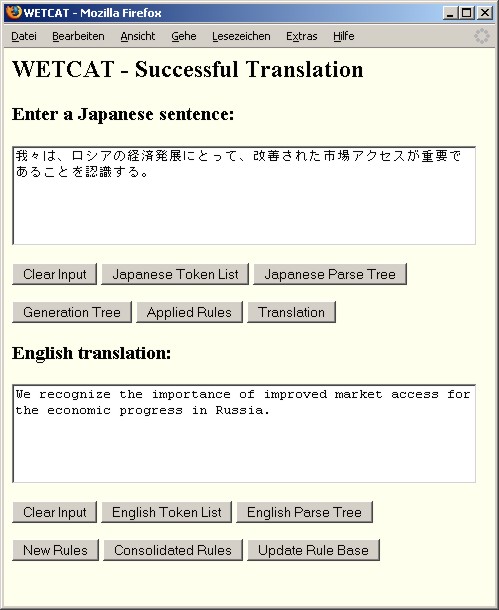 WETCAT - Mozilla Firefox
Datei Bearbeiten Ansicht Gehe Lesezeichen Extras Hilfe
WETCAT - Successful Translation
Enter a Japanese sentence:
我々は、ロシアの経済発展にとって、改善された市場アクセスが重要で
あることを認識する。
Clear Input Japanese Token List Japanese Parse Tree
Generation Tree Applied Rules Translation
English translation:
We recognize the importance of improved market access for
the economic progress in Russia.
Clear Input English Token List English Parse Tree
New Rules Consolidated Rules Update Rule Base